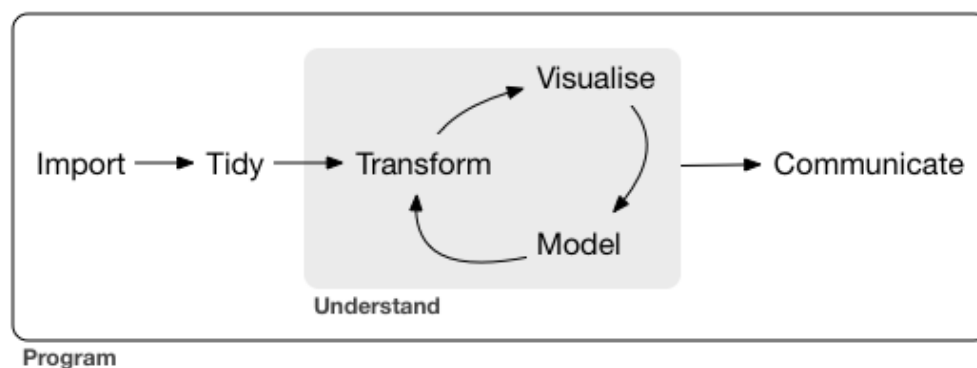 Visualise
Import Tidy Transform Communicate
Model
Understand
Program